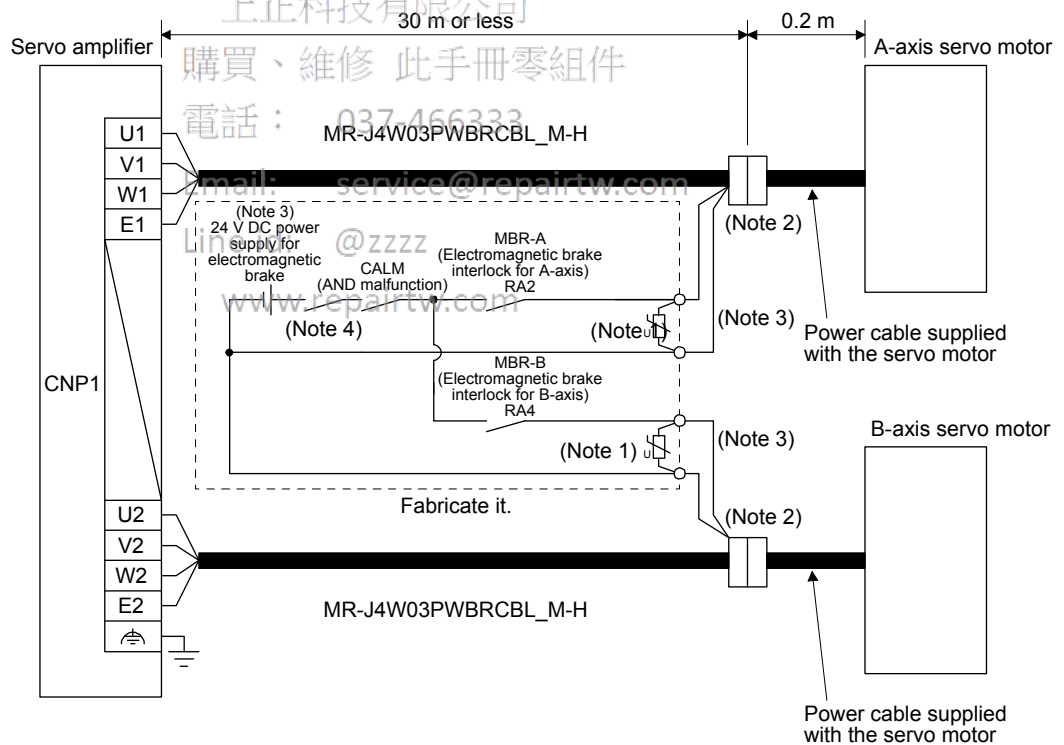 上正科技有限公司
30 m or less
0.2 m
Servo amplifier
A-axis servo motor
購買、維修 此手冊零組件
電話： 037-466333
MR-J4W03PWBRCBL_M-H
U1
V1
W1
E1
Email: service@repairtw.com
(Note 2)
(Note 3)
24 V DC power
supply for
electromagnetic
brake
Line id: @zzzz
MBR-A
(Electromagnetic brake
interlock for A-axis)
RA2
CALM
(AND malfunction)
www.repairtw.com
(Note 4)
(Note 1)
U
(Note 3)
Power cable supplied
with the servo motor
CNP1
MBR-B
(Electromagnetic brake
interlock for B-axis)
RA4
B-axis servo motor
(Note 1)
U
(Note 3)
Fabricate it.
(Note 2)
U2
V2
W2
E2
MR-J4W03PWBRCBL_M-H
Power cable supplied
with the servo motor